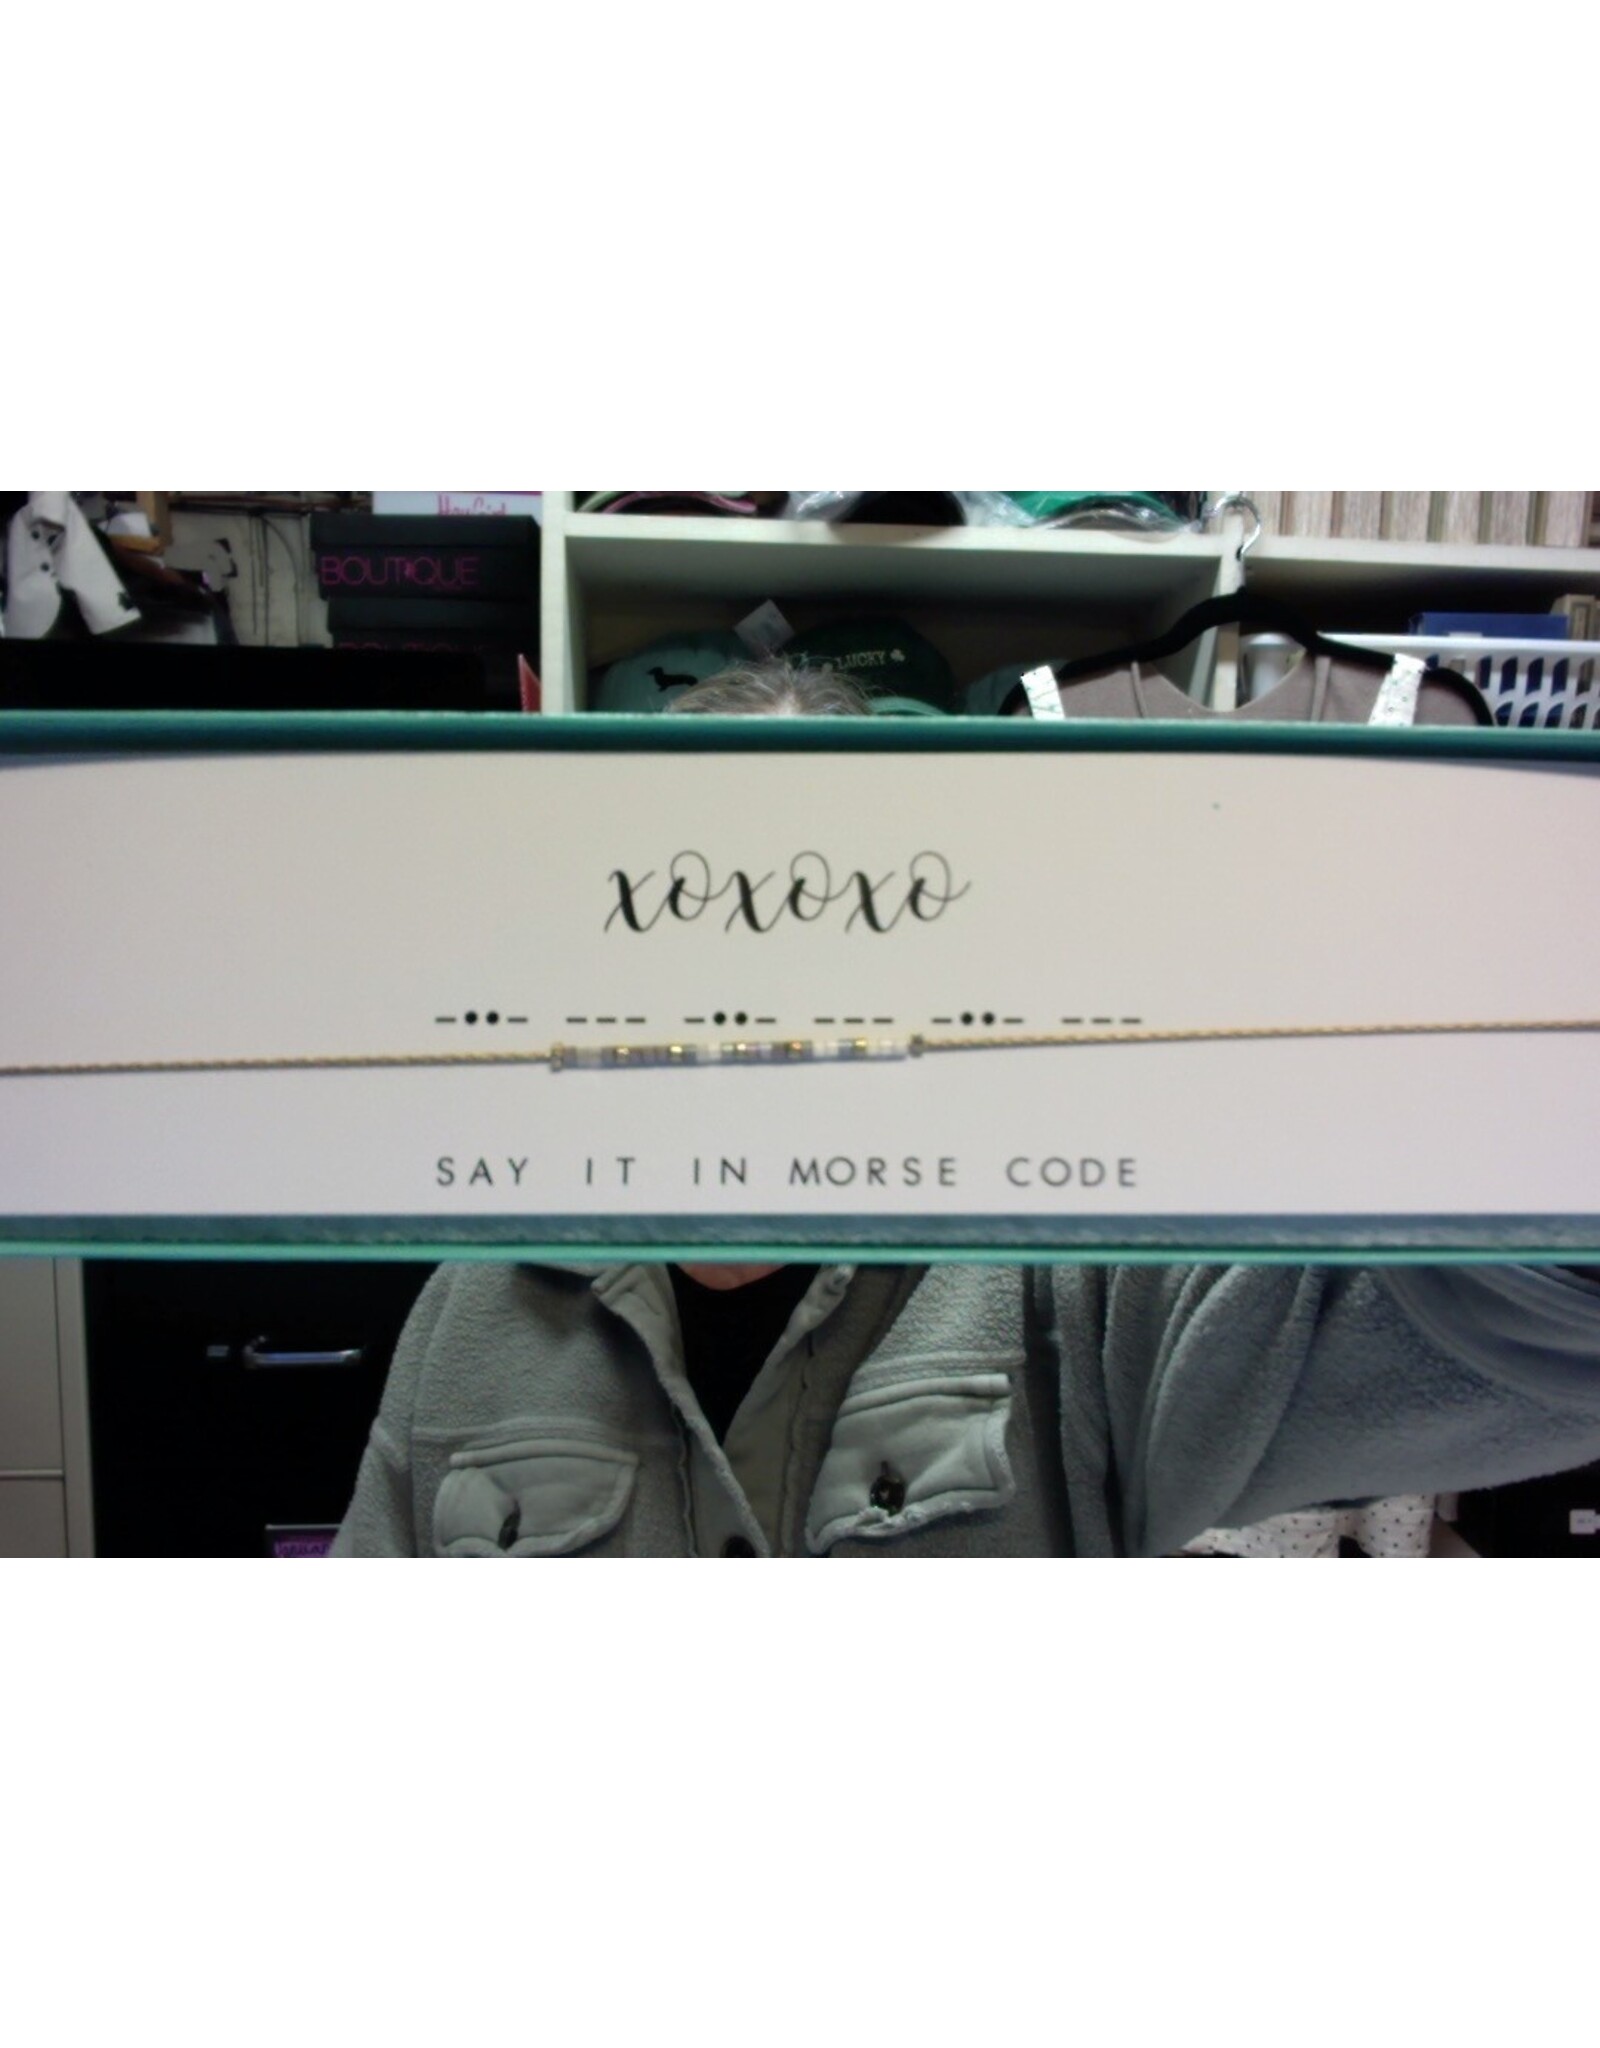 BOUTIQUE
LUCKY
xoxoxo
–••– ––– –••– ––– –••– –––
SAY IT IN MORSE CODE